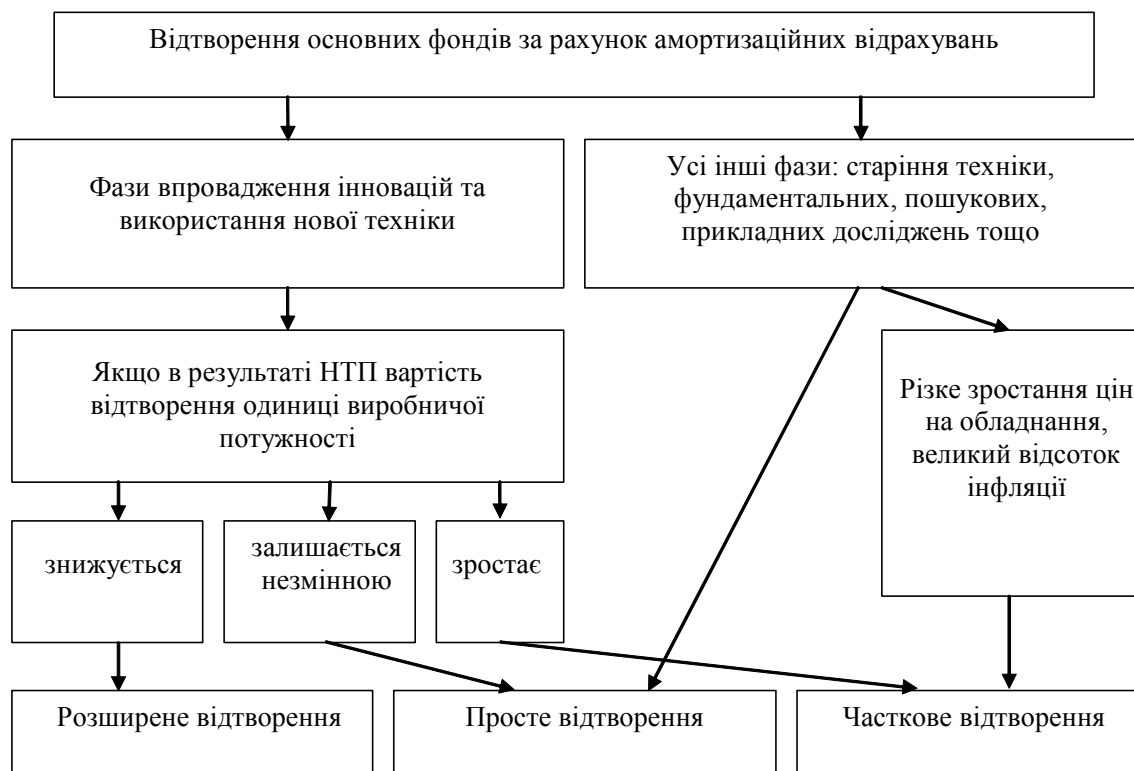 Відтворення основних фондів за рахунок амортизаційних відрахувань
Фази впровадження інновацій та
використання нової техніки
Усі інші фази: старіння техніки,
фундаментальних, пошукових,
прикладних досліджень тощо
Якщо в результаті НТП вартість
відтворення одиниці виробничої
потужності
Різке зростання цін
на обладнання,
великий відсоток
інфляції
знижується
залишається
незмінною
зростає
Розширене відтворення
Просте відтворення
Часткове відтворення